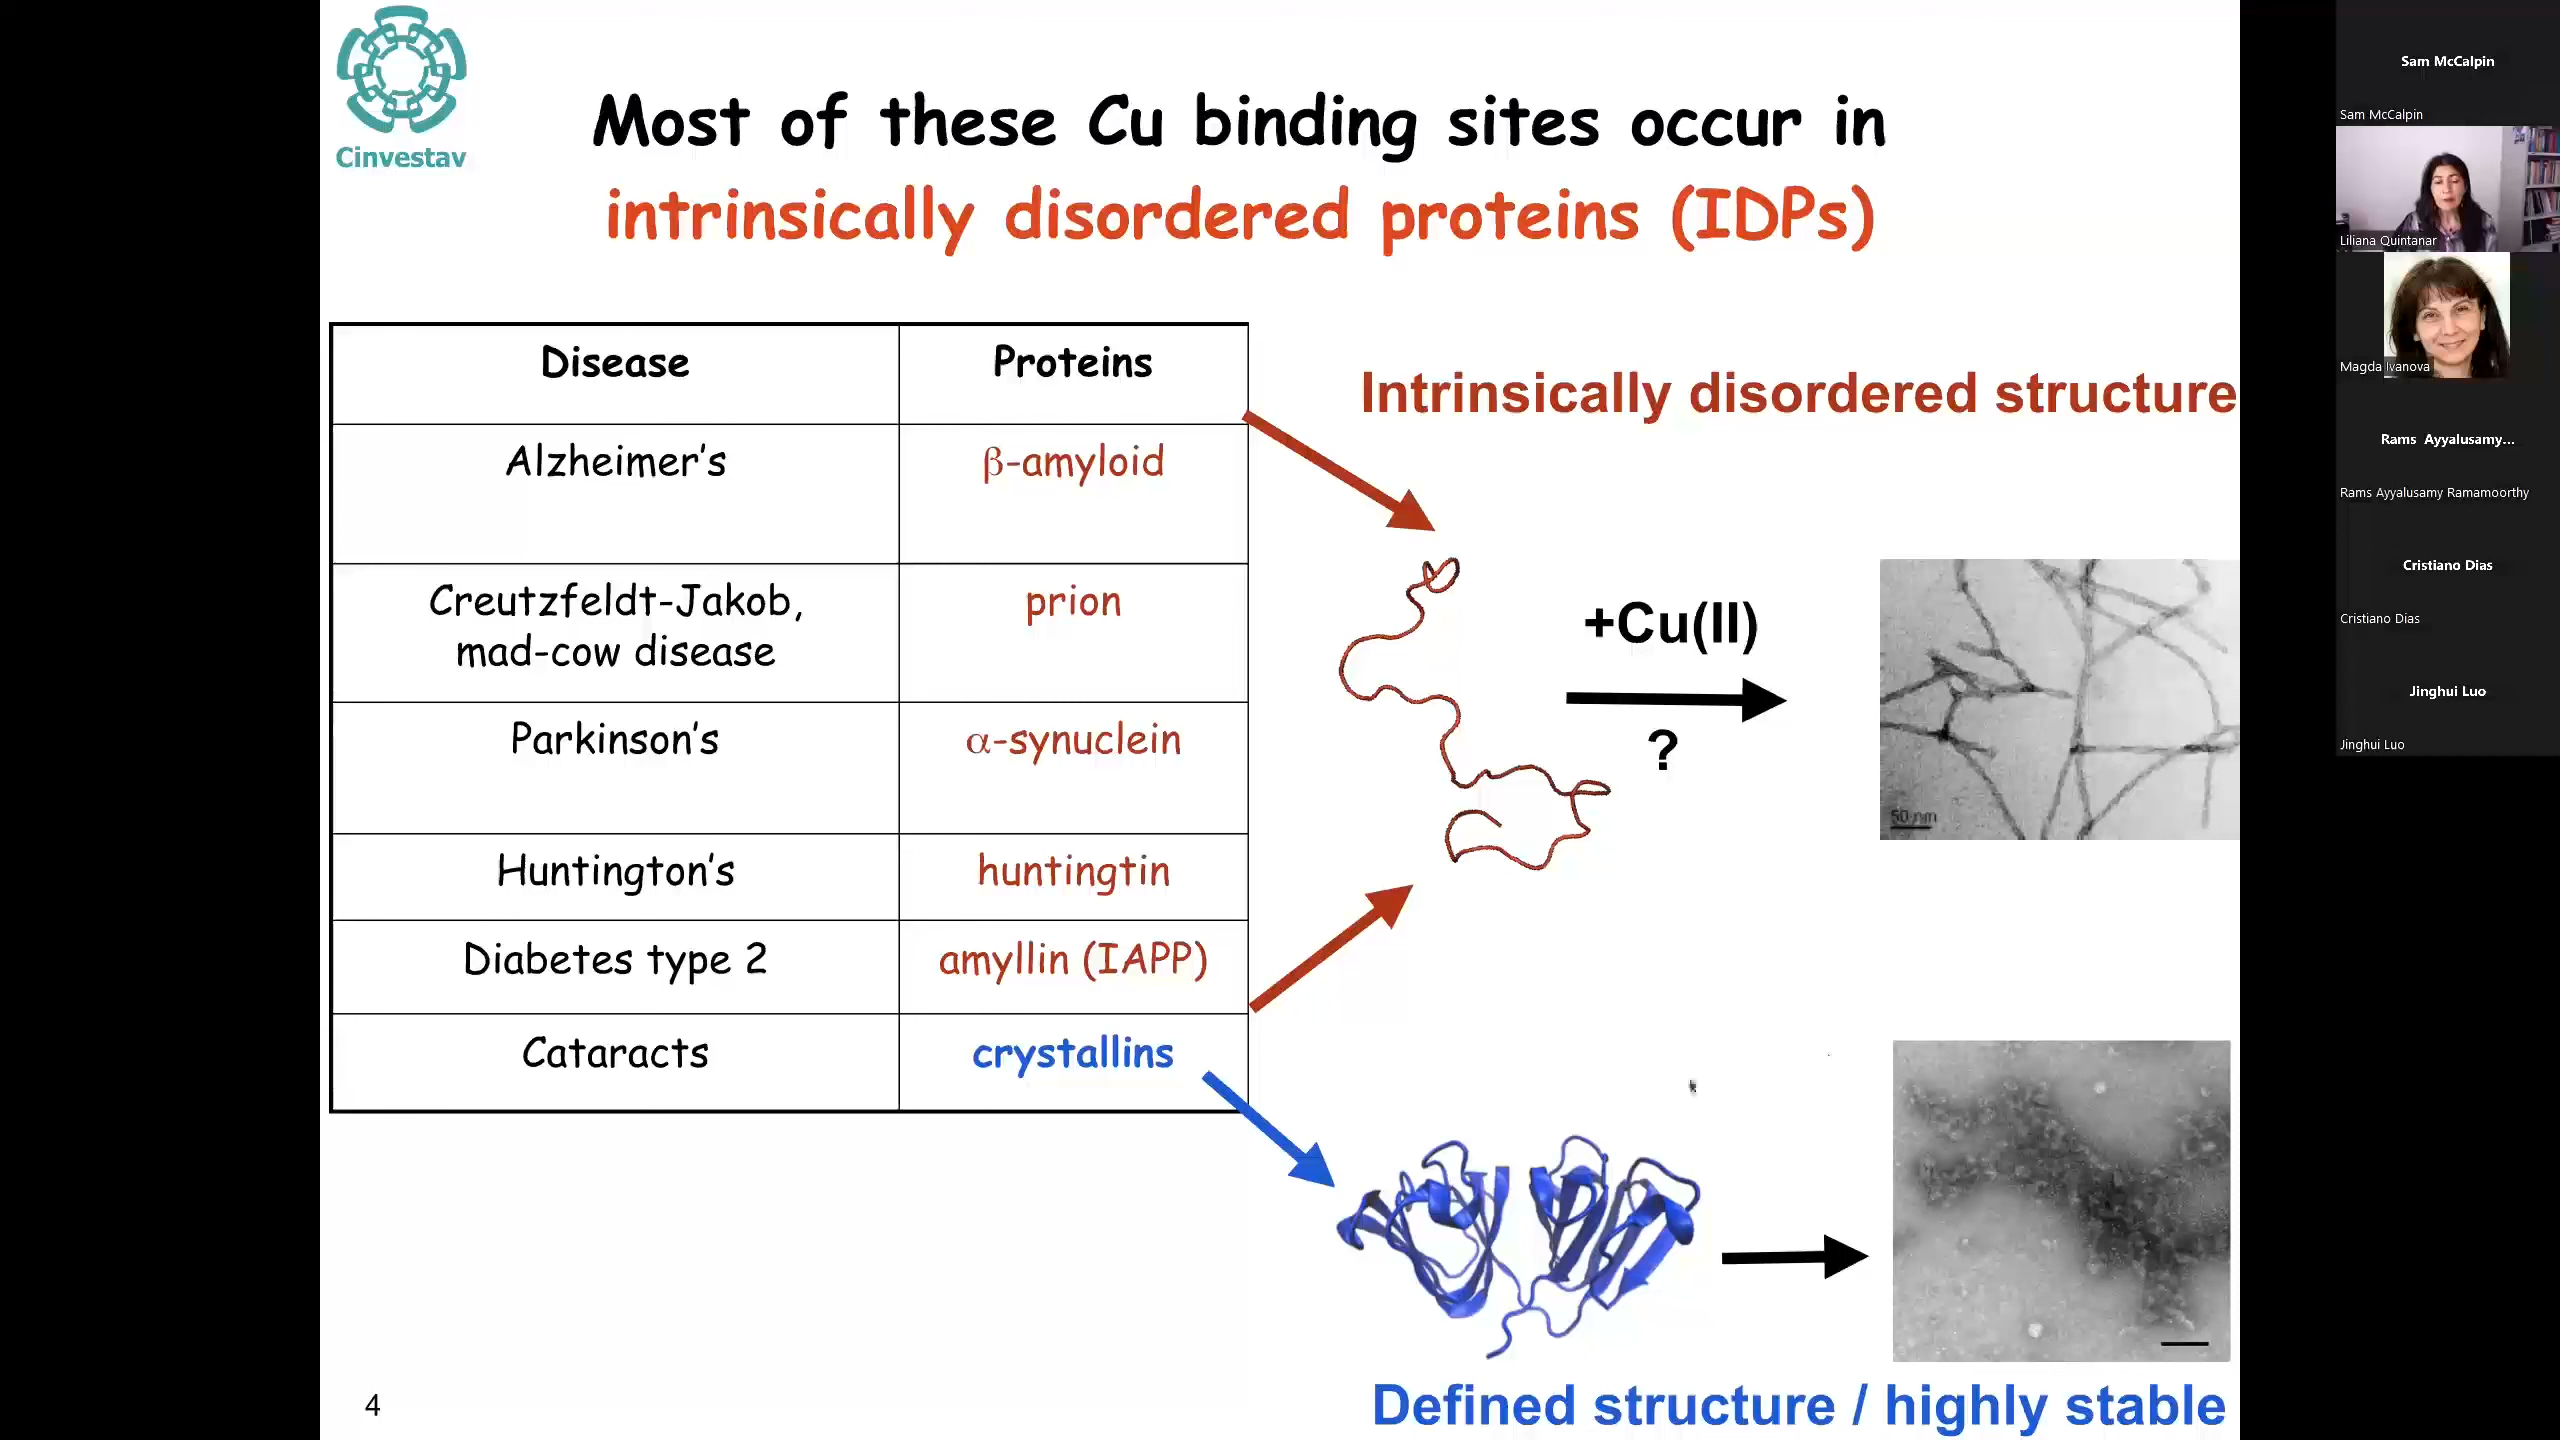 Cinvestav
Most of these Cu binding sites occur in
intrinsically disordered proteins (IDPs)
Disease
Proteins
Alzheimer's
β-amyloid
Creutzfeldt-Jakob,
mad-cow disease
prion
Parkinson's
α-synuclein
Huntington's
huntingtin
Diabetes type 2
amyllin (IAPP)
Cataracts
crystallins
Intrinsically disordered structure
+Cu(II)
?
50 nm
Defined structure / highly stable
4
Sam McCalpin
Sam McCalpin
Liliana Quintanar
Magda Ivanova
Rams Ayyalusamy...
Rams Ayyalusamy Ramamoorthy
Cristiano Dias
Cristiano Dias
Jinghui Luo
Jinghui Luo